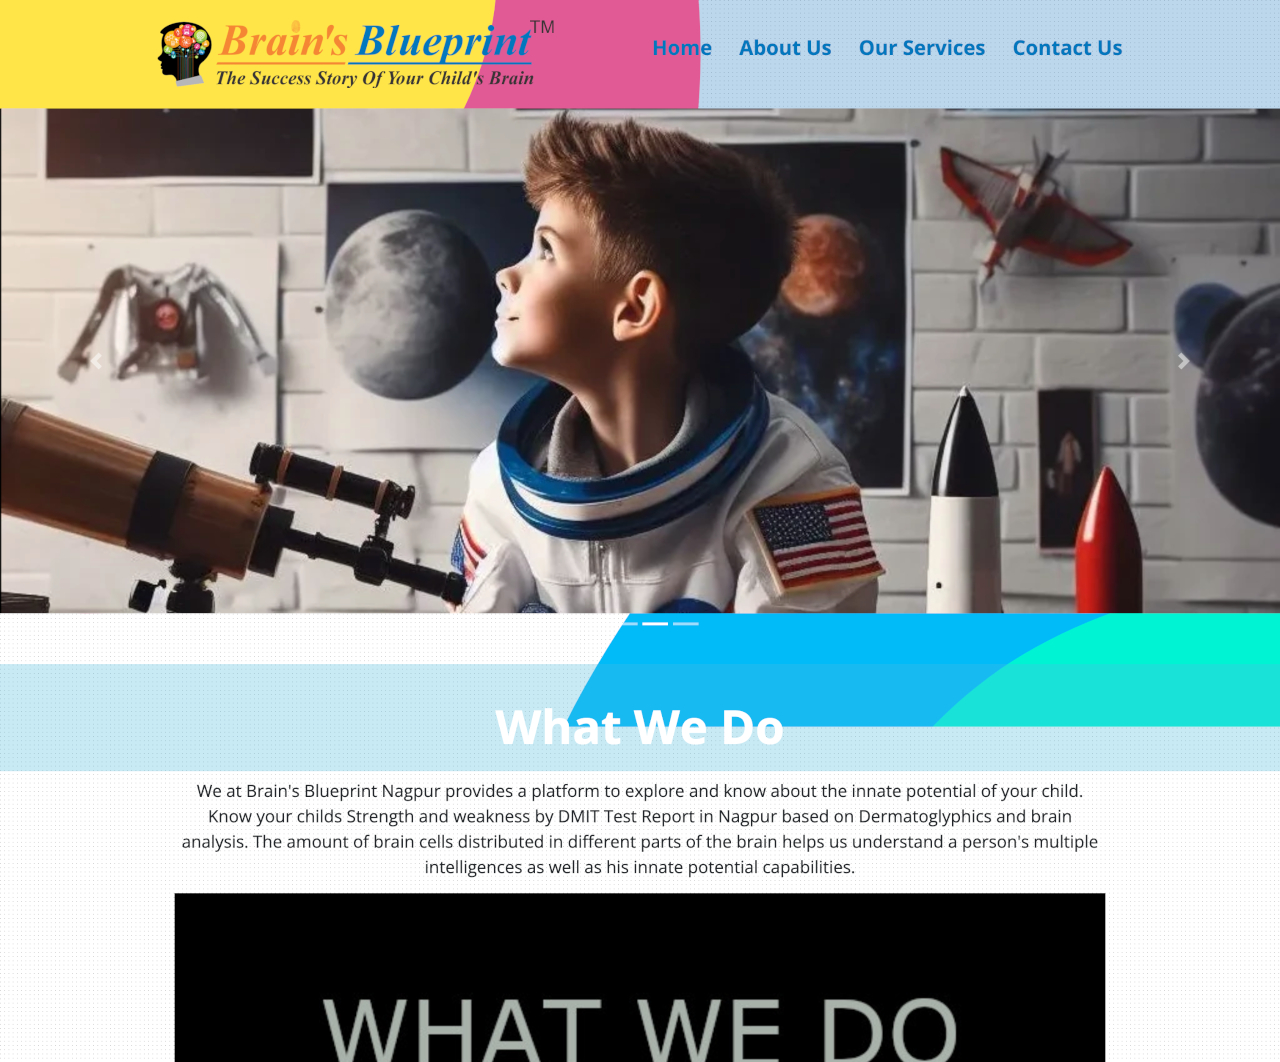 Brain's Blueprint™
The Success Story Of Your Child's Brain
Home About Us Our Services Contact Us
What We Do
We at Brain's Blueprint Nagpur provides a platform to explore and know about the innate potential of your child.
Know your childs Strength and weakness by DMIT Test Report in Nagpur based on Dermatoglyphics and brain
analysis. The amount of brain cells distributed in different parts of the brain helps us understand a person's multiple
intelligences as well as his innate potential capabilities.
WHAT WE DO